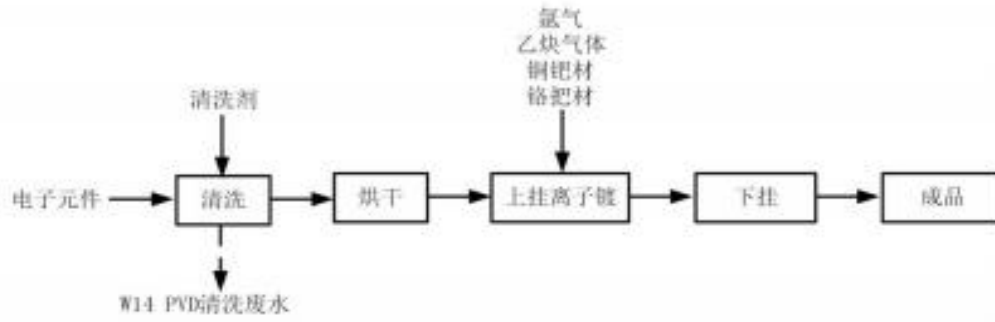 氩气
乙炔气体
铜钯材
铬把材
清洗剂
电子元件
清洗
烘干
上挂离子镀
下挂
成品
W14 PVD清洗废水